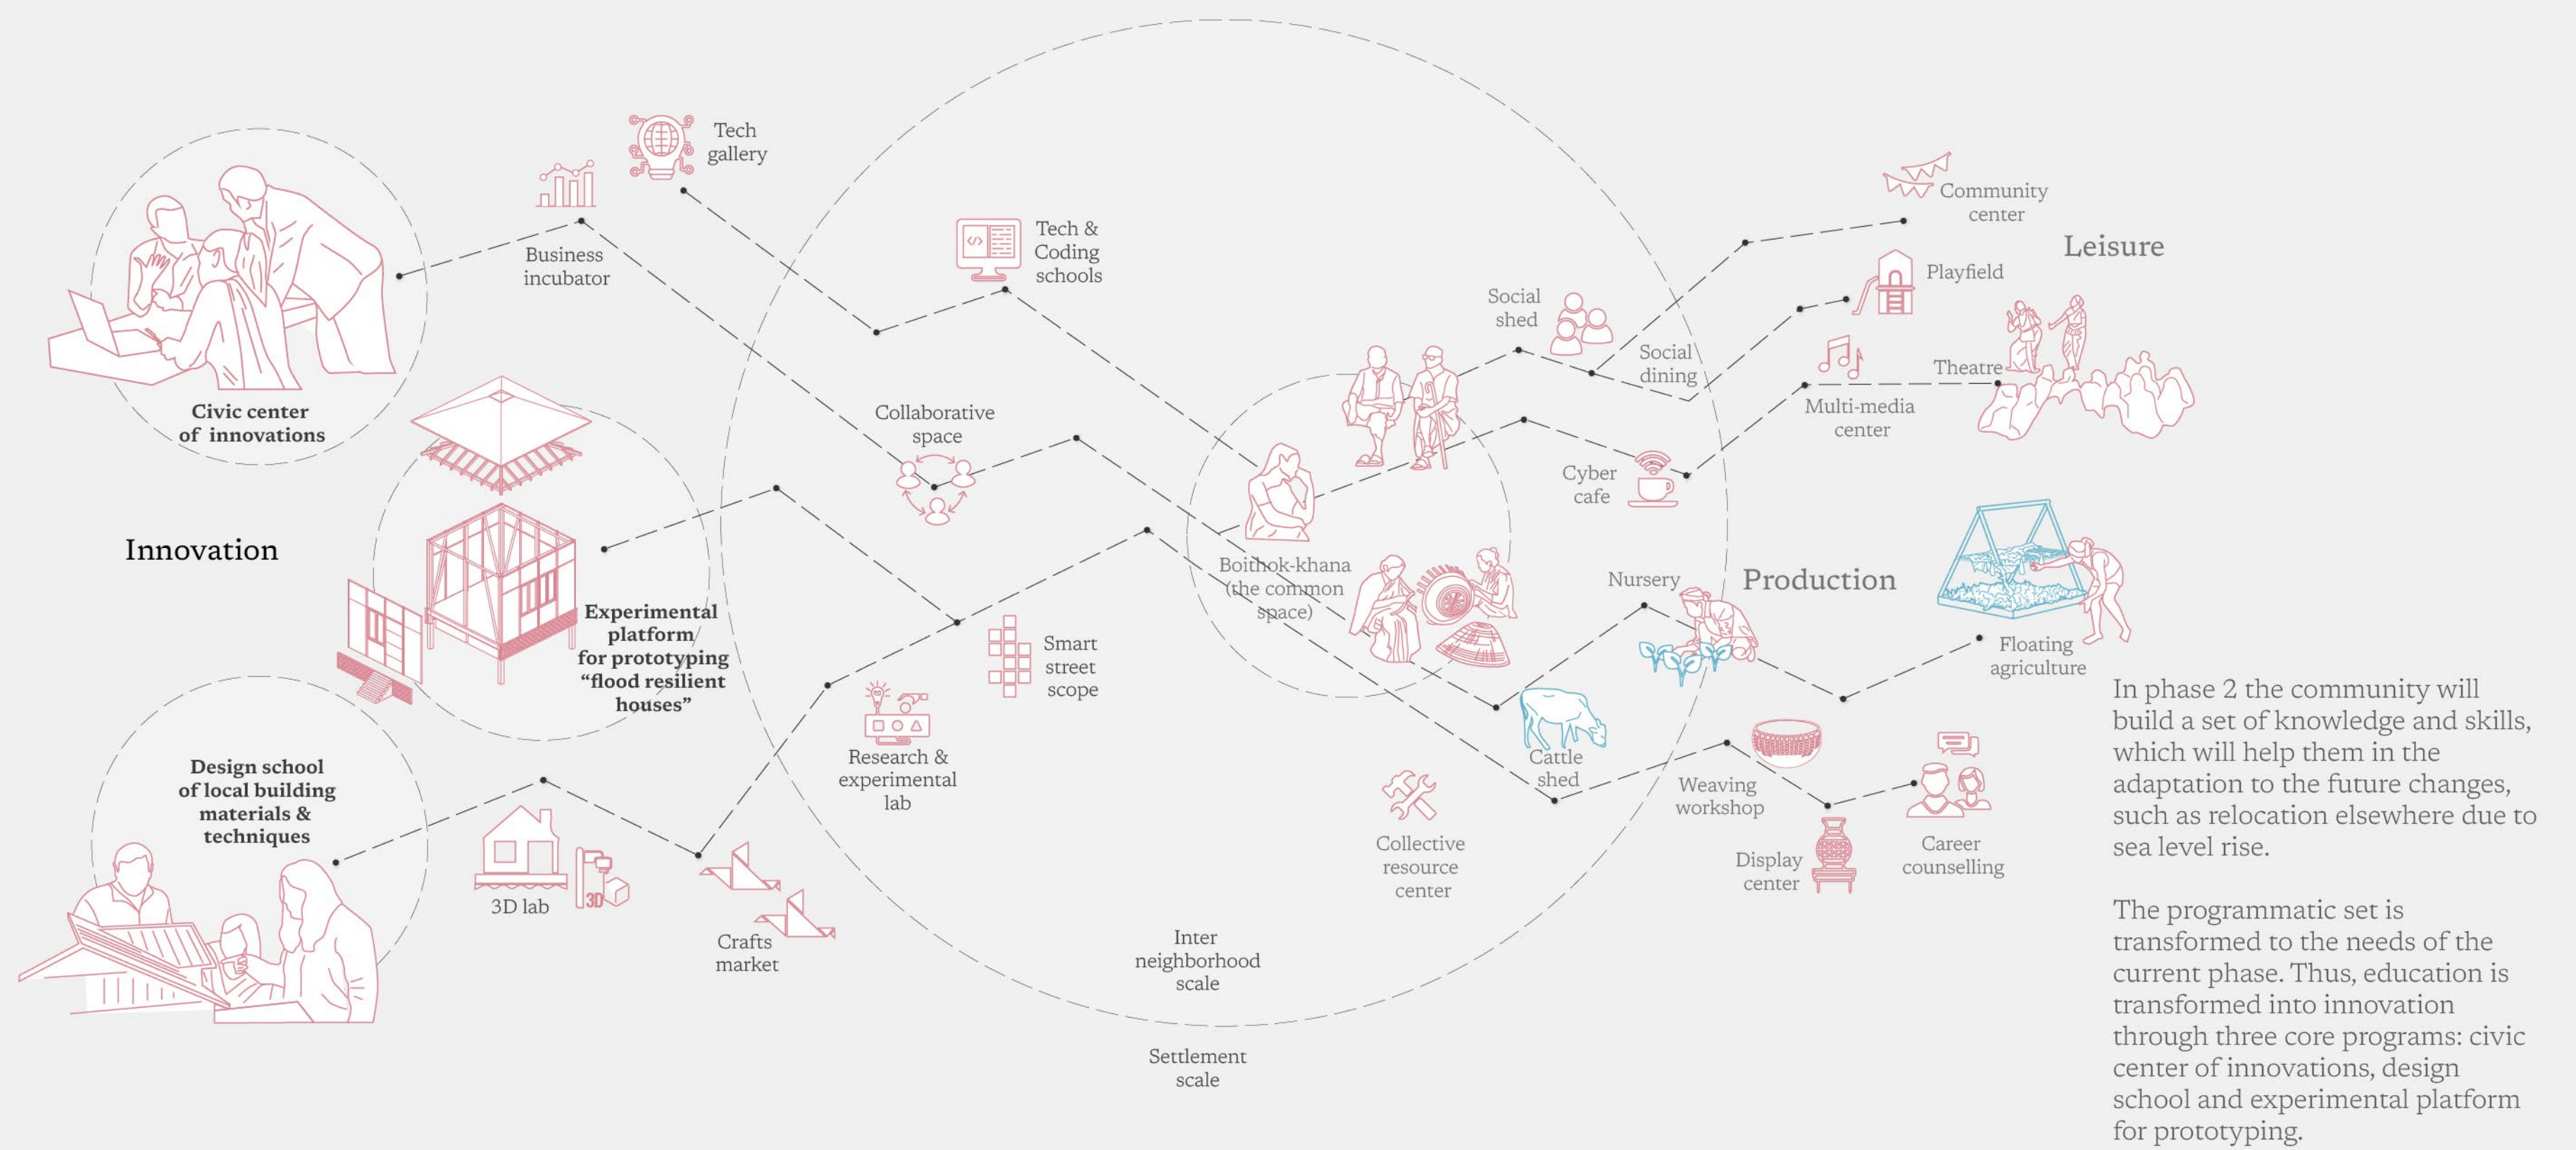 Tech
gallery
Business
incubator
Tech &
Coding
schools
Civic center
of innovations
Collaborative
space
Innovation
Experimental
platform
for prototyping
“flood resilient
houses”
Smart
street
scope
Research &
experimental
lab
Design school
of local building
materials &
techniques
3D lab
3D
Crafts
market
Boithok-khana
(the common
space)
Inter
neighborhood
scale
Settlement
scale
Social
shed
Social
dining
Cyber
cafe
Community
center
Leisure
Playfield
Theatre
Multi-media
center
Nursery
Production
Floating
agriculture
Cattle
shed
Weaving
workshop
Collective
resource
center
Display
center
Career
counselling
In phase 2 the community will
build a set of knowledge and skills,
which will help them in the
adaptation to the future changes,
such as relocation elsewhere due to
sea level rise.
The programmatic set is
transformed to the needs of the
current phase. Thus, education is
transformed into innovation
through three core programs: civic
center of innovations, design
school and experimental platform
for prototyping.